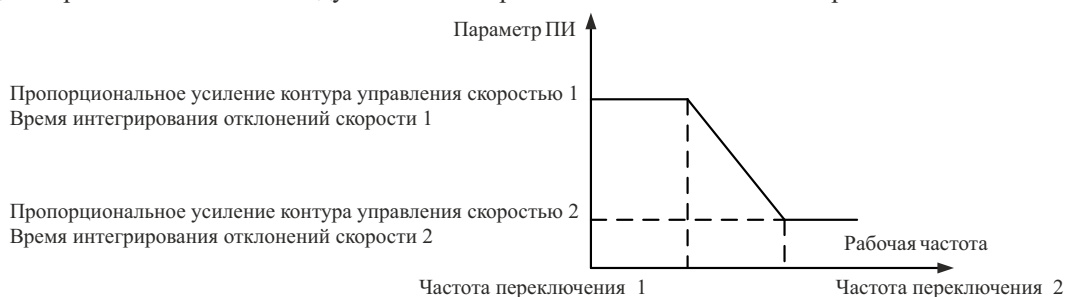 Параметр ПИ
Пропорциональное усиление контура управления скоростью 1
Время интегрирования отклонений скорости 1
Пропорциональное усиление контура управления скоростью 2
Время интегрирования отклонений скорости 2
Рабочая частота
Частота переключения 1
Частота переключения 2